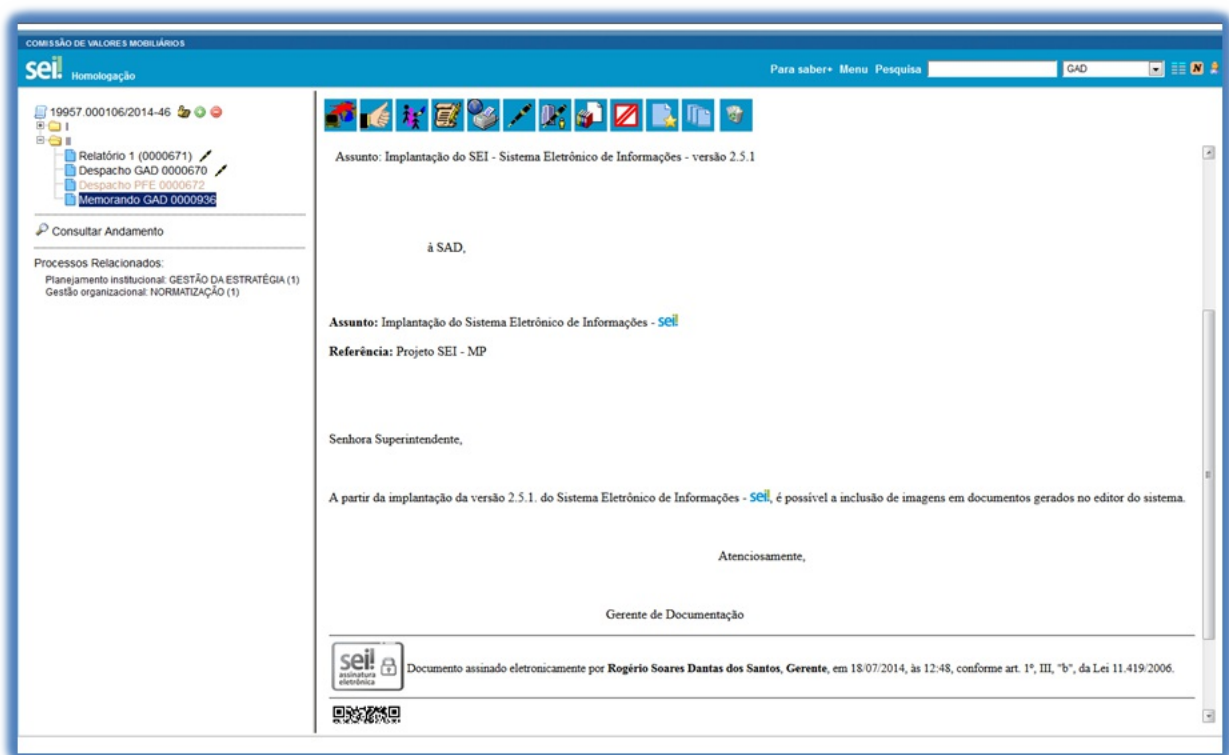 COMISSÃO DE VALORES MOBILIÁRIOS
sei! Homologação
Para saber+ Menu Pesquisa GAD
19957.000106/2014-46
I
II
Relatório 1 (0000671)
Despacho GAD 0000670
Despacho PFE 0000672
Memorando GAD 0000936
Consultar Andamento
Processos Relacionados:
Planejamento institucional: GESTÃO DA ESTRATÉGIA (1)
Gestão organizacional: NORMATIZAÇÃO (1)
Assunto: Implantação do SEI - Sistema Eletrônico de Informações - versão 2.5.1
à SAD,
Assunto: Implantação do Sistema Eletrônico de Informações - sei!
Referência: Projeto SEI - MP
Senhora Superintendente,
A partir da implantação da versão 2.5.1. do Sistema Eletrônico de Informações - sei!, é possível a inclusão de imagens em documentos gerados no editor do sistema.
Atenciosamente,
Gerente de Documentação
sei!
assinatura
eletrônica
Documento assinado eletronicamente por Rogério Soares Dantas dos Santos, Gerente, em 18/07/2014, às 12:48, conforme art. 1º, III, "b", da Lei 11.419/2006.